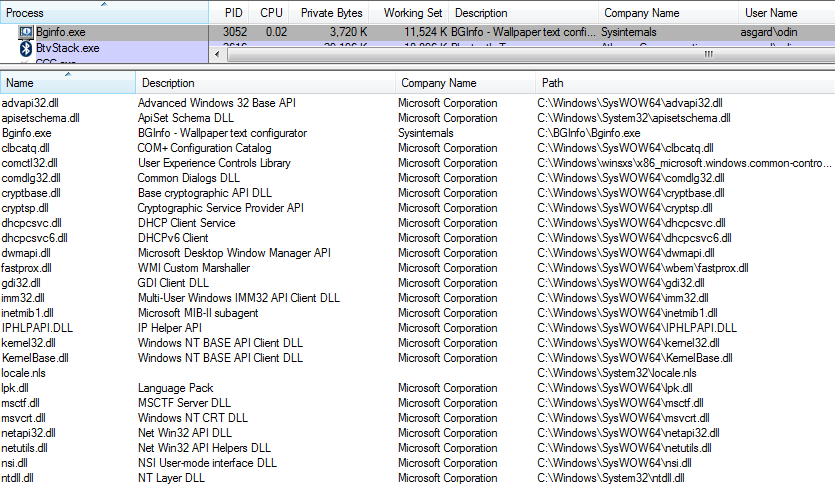 Process PID CPU Private Bytes Working Set Description Company Name User Name
Bginfo.exe 3052 0.02 3,720 K 11,524 K BGInfo - Wallpaper text confi... Sysinternals asgard\odin
BtvStack.exe
Name Description Company Name Path
advapi32.dll Advanced Windows 32 Base API Microsoft Corporation C:\Windows\SysWOW64\advapi32.dll
apisetschema.dll ApiSet Schema DLL Microsoft Corporation C:\Windows\System32\apisetschema.dll
Bginfo.exe BGInfo - Wallpaper text configurator Sysinternals C:\BGInfo\Bginfo.exe
clbcatq.dll COM+ Configuration Catalog Microsoft Corporation C:\Windows\SysWOW64\clbcatq.dll
comctl32.dll User Experience Controls Library Microsoft Corporation C:\Windows\winsxs\x86_microsoft.windows.common-contro...
comdlg32.dll Common Dialogs DLL Microsoft Corporation C:\Windows\SysWOW64\comdlg32.dll
cryptbase.dll Base cryptographic API DLL Microsoft Corporation C:\Windows\SysWOW64\cryptbase.dll
cryptsp.dll Cryptographic Service Provider API Microsoft Corporation C:\Windows\SysWOW64\cryptsp.dll
dhcpcsvc.dll DHCP Client Service Microsoft Corporation C:\Windows\SysWOW64\dhcpcsvc.dll
dhcpcsvc6.dll DHCPv6 Client Microsoft Corporation C:\Windows\SysWOW64\dhcpcsvc6.dll
dwmapi.dll Microsoft Desktop Window Manager API Microsoft Corporation C:\Windows\SysWOW64\dwmapi.dll
fastprox.dll WMI Custom Marshaller Microsoft Corporation C:\Windows\SysWOW64\wbem\fastprox.dll
gdi32.dll GDI Client DLL Microsoft Corporation C:\Windows\SysWOW64\gdi32.dll
imm32.dll Multi-User Windows IMM32 API Client DLL Microsoft Corporation C:\Windows\SysWOW64\imm32.dll
inetmib1.dll Microsoft MIB-II subagent Microsoft Corporation C:\Windows\SysWOW64\inetmib1.dll
IPHLPAPI.DLL IP Helper API Microsoft Corporation C:\Windows\SysWOW64\IPHLPAPI.DLL
kernel32.dll Windows NT BASE API Client DLL Microsoft Corporation C:\Windows\SysWOW64\kernel32.dll
KernelBase.dll Windows NT BASE API Client DLL Microsoft Corporation C:\Windows\SysWOW64\KernelBase.dll
locale.nls C:\Windows\System32\locale.nls
lpk.dll Language Pack Microsoft Corporation C:\Windows\SysWOW64\lpk.dll
msctf.dll MSCTF Server DLL Microsoft Corporation C:\Windows\SysWOW64\msctf.dll
msvcrt.dll Windows NT CRT DLL Microsoft Corporation C:\Windows\SysWOW64\msvcrt.dll
netapi32.dll Net Win32 API DLL Microsoft Corporation C:\Windows\SysWOW64\netapi32.dll
netutils.dll Net Win32 API Helpers DLL Microsoft Corporation C:\Windows\SysWOW64\netutils.dll
nsi.dll NSI User-mode interface DLL Microsoft Corporation C:\Windows\SysWOW64\nsi.dll
ntdll.dll NT Layer DLL Microsoft Corporation C:\Windows\System32\ntdll.dll